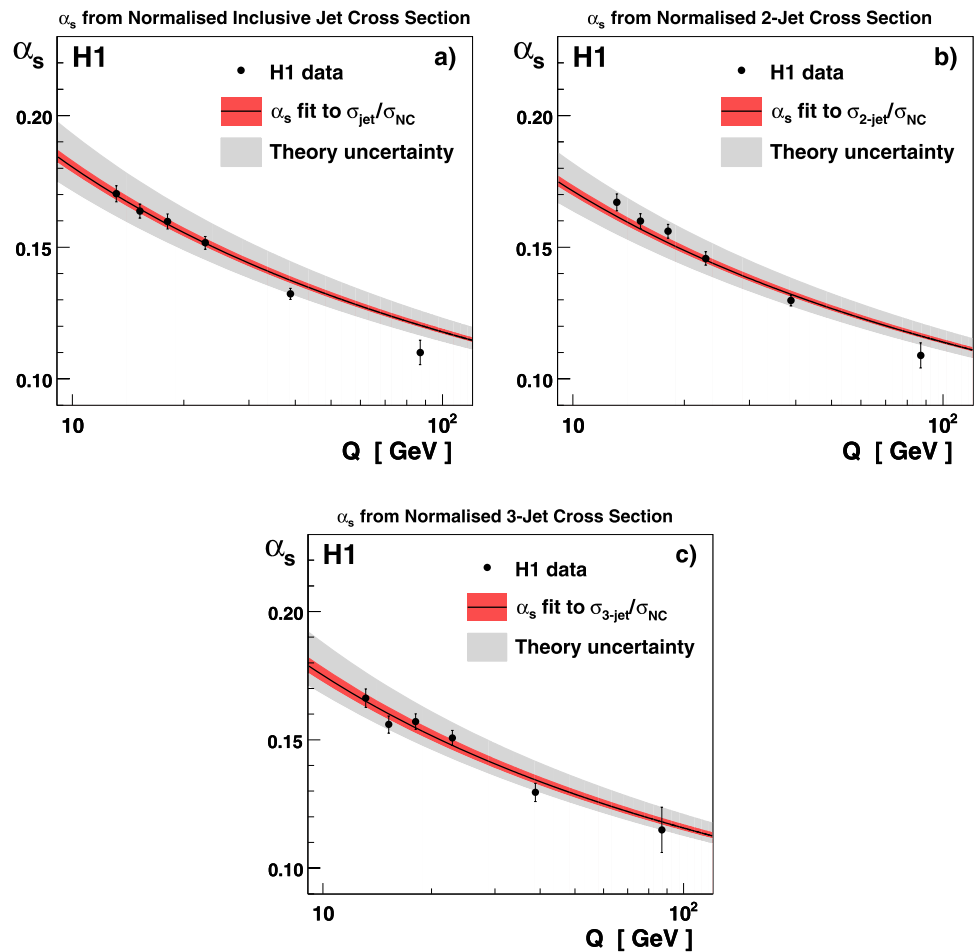 αs from Normalised Inclusive Jet Cross Section
αs
H1
a)
H1 data
αs fit to σjet/σNC
Theory uncertainty
0.20
0.15
0.10
10
10²
Q [ GeV ]
αs from Normalised 2-Jet Cross Section
αs
H1
b)
H1 data
αs fit to σ2-jet/σNC
Theory uncertainty
0.20
0.15
0.10
10
10²
Q [ GeV ]
αs from Normalised 3-Jet Cross Section
αs
H1
c)
H1 data
αs fit to σ3-jet/σNC
Theory uncertainty
0.20
0.15
0.10
10
10²
Q [ GeV ]